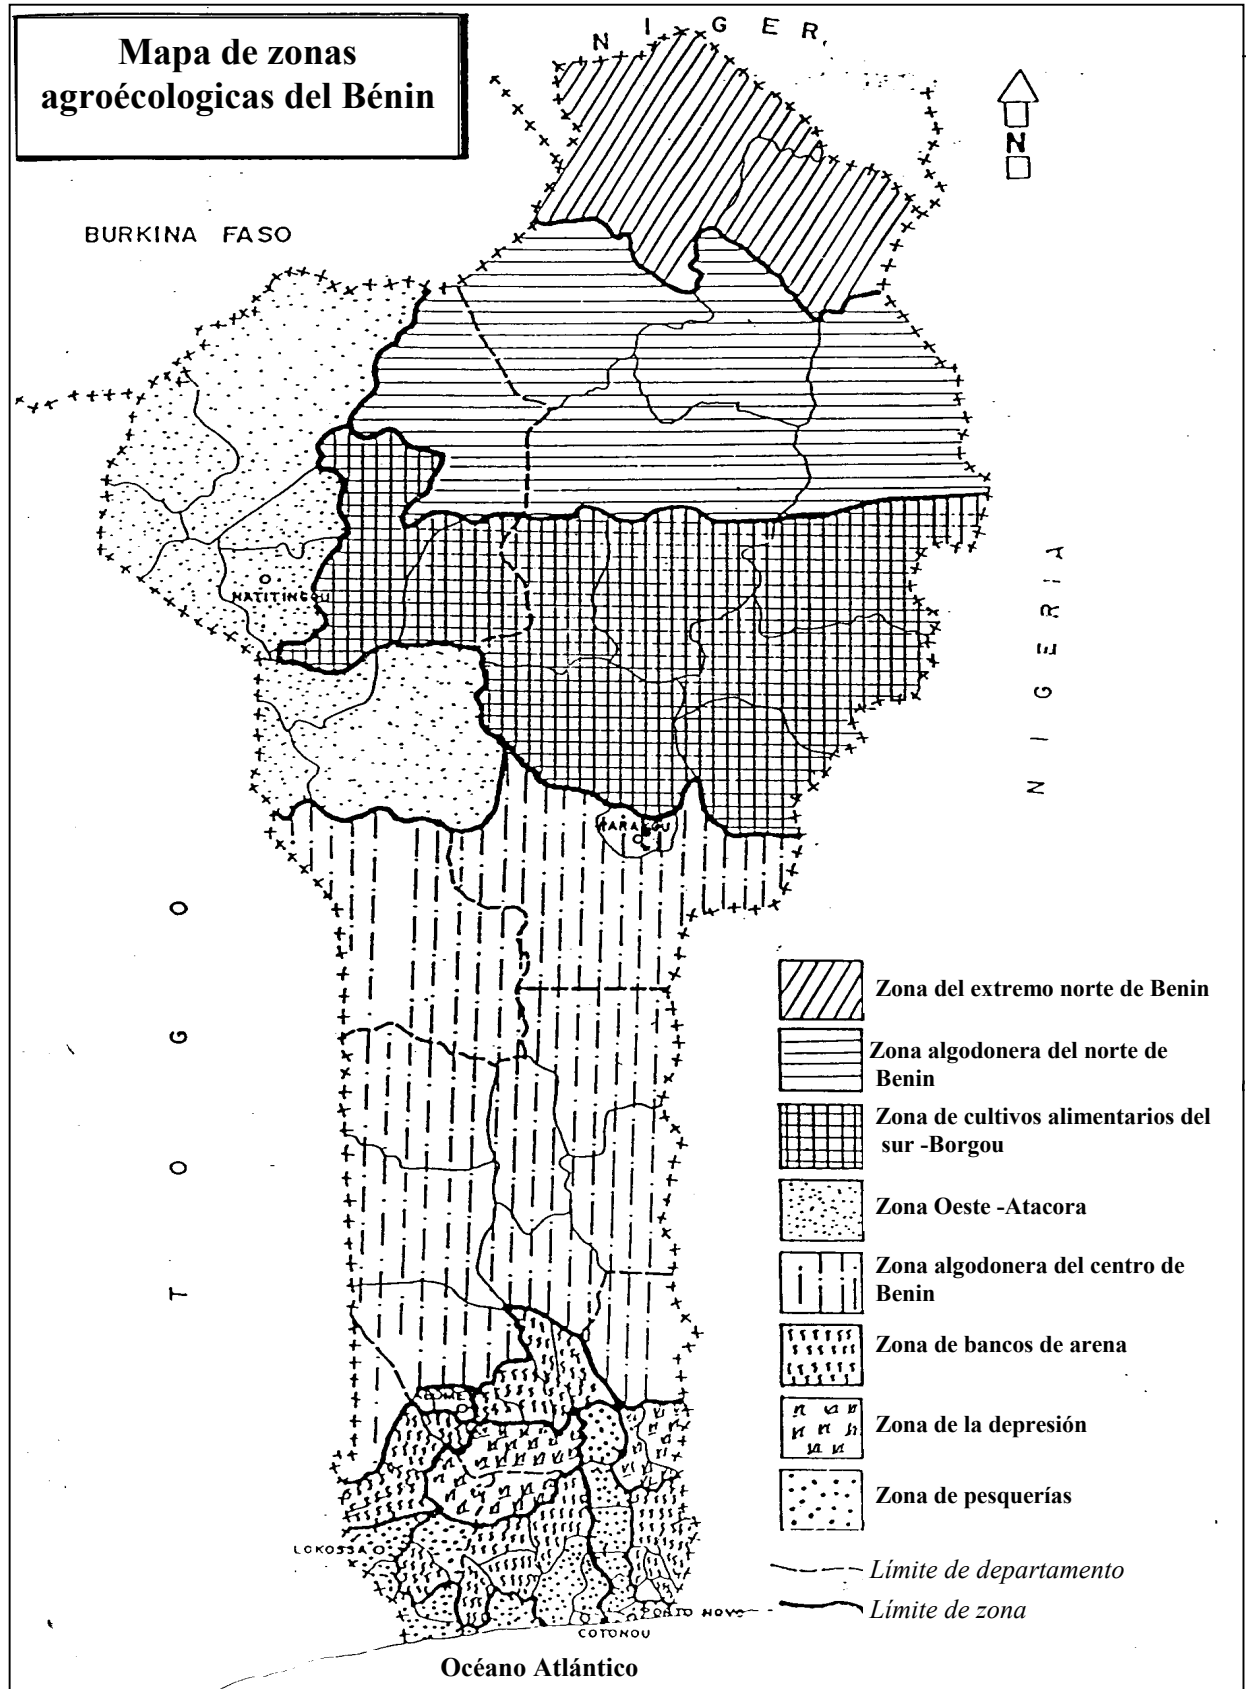 Mapa de zonas
agroécologicas del Bénin
NIGER
N
BURKINA FASO
NATITINGOU
NIGERIA
TOGO
Zona del extremo norte de Benin
Zona algodonera del norte de
Benin
Zona de cultivos alimentarios del
sur -Borgou
Zona Oeste -Atacora
Zona algodonera del centro de
Benin
Zona de bancos de arena
Zona de la depresión
Zona de pesquerías
LOKOSSA
Límite de departamento
Límite de zona
PORTO NOVO
COTONOU
Océano Atlántico